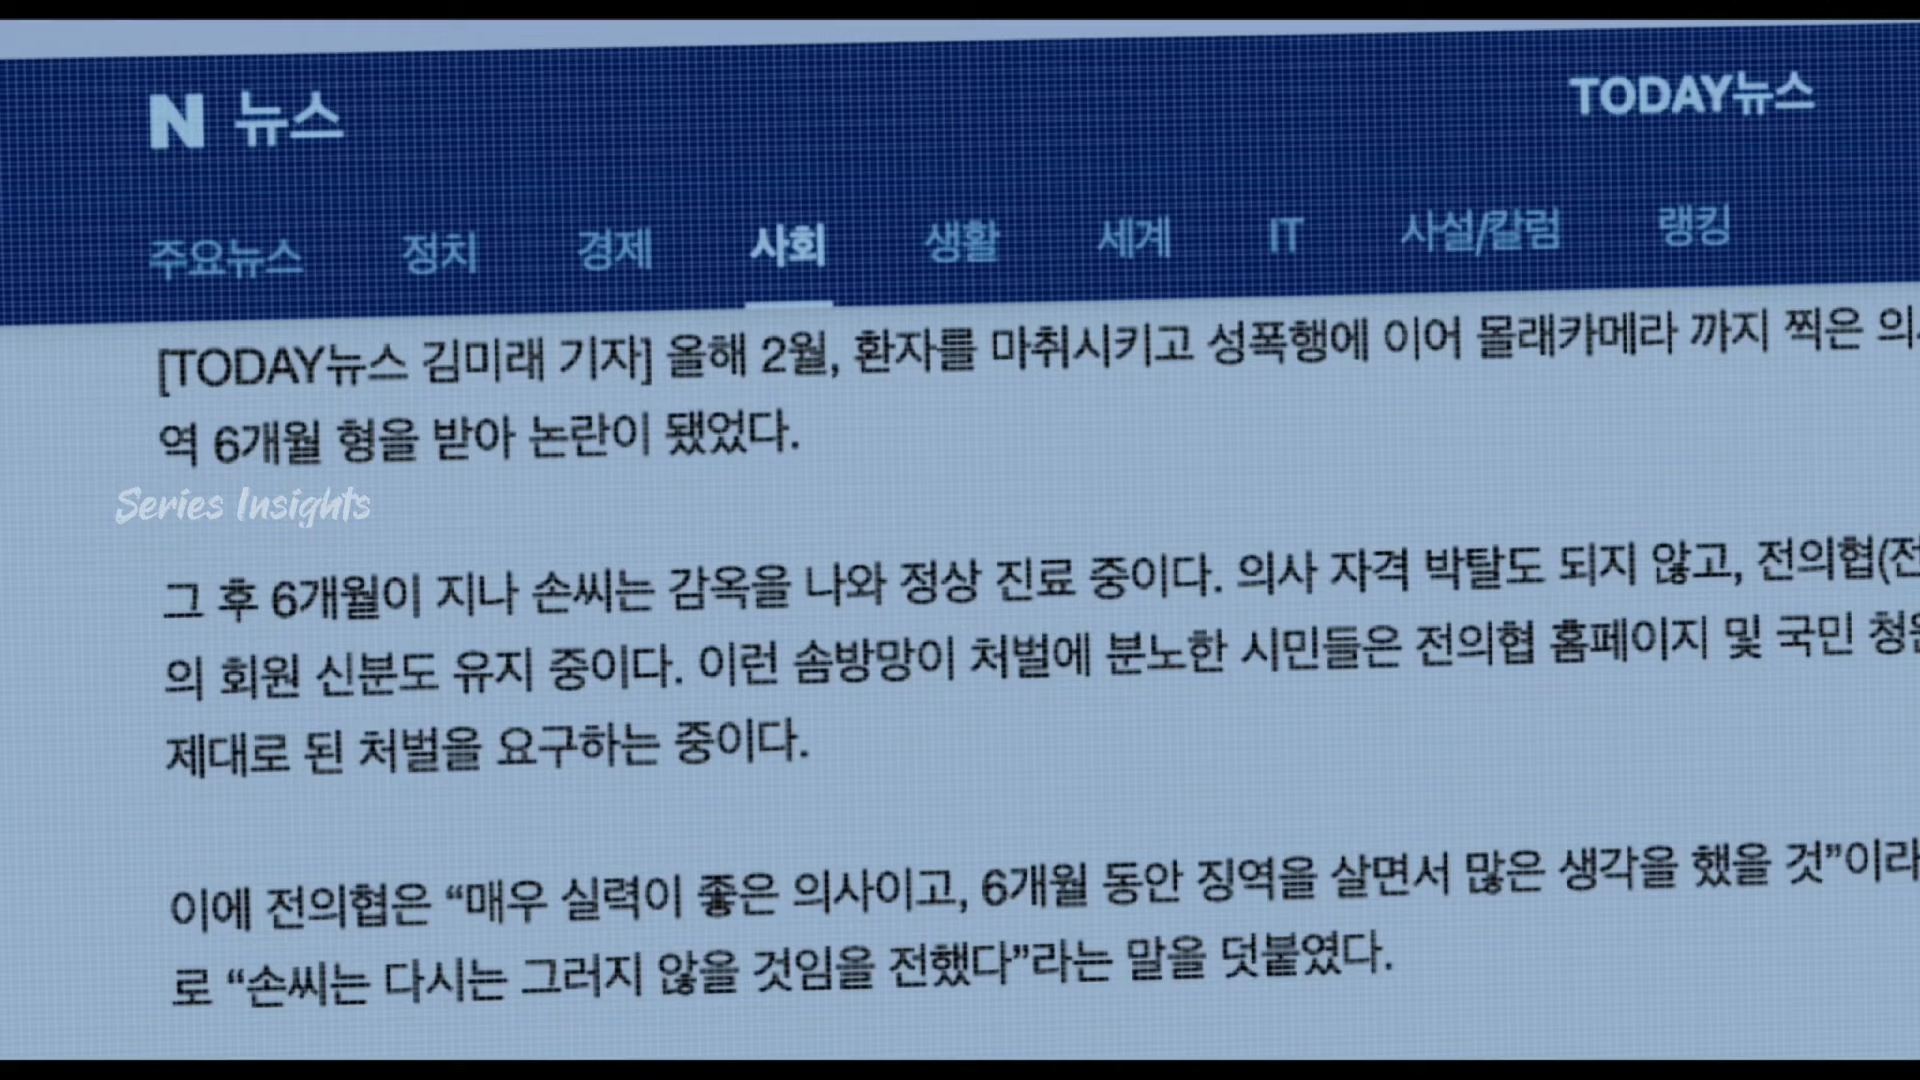 N 뉴스
TODAY뉴스
주요뉴스 정치 경제 사회 생활 세계 IT 사설/칼럼 랭킹
[TODAY뉴스 김미래 기자] 올해 2월, 환자를 마취시키고 성폭행에 이어 몰래카메라 까지 찍은
역 6개월 형을 받아 논란이 됐었다.
Series Insights
그 후 6개월이 지나 손씨는 감옥을 나와 정상 진료 중이다. 의사 자격 박탈도 되지 않고, 전의협(전
의 회원 신분도 유지 중이다. 이런 솜방망이 처벌에 분노한 시민들은 전의협 홈페이지 및 국민
제대로 된 처벌을 요구하는 중이다.
이에 전의협은 “매우 실력이 좋은 의사이고, 6개월 동안 징역을 살면서 많은 생각을 했을 것”이라
로 “손씨는 다시는 그러지 않을 것임을 전했다”라는 말을 덧붙였다.